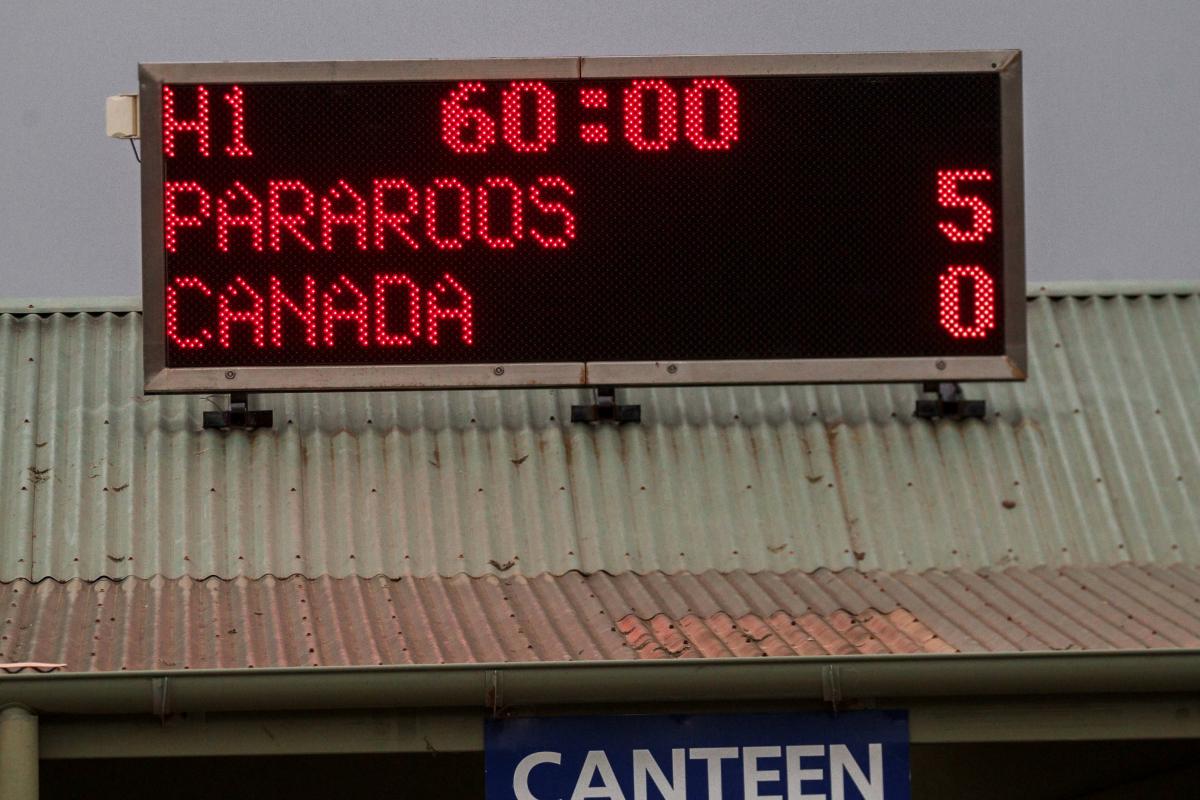 H1 60:00
PARAROOS 5
CANADA 0
CANTEEN